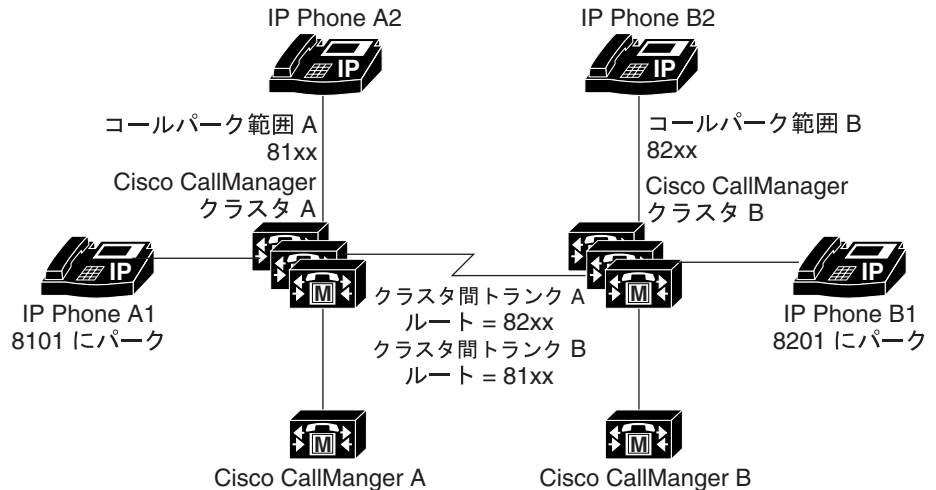 IP Phone A2
IP Phone B2
IP
IP
コールパーク範囲 A
81xx
コールパーク範囲 B
82xx
Cisco CallManager
クラスタ A
Cisco CallManager
クラスタ B
IP
IP
M
M
IP Phone A1
8101 にパーク
クラスタ間トランク A
ルート = 82xx
クラスタ間トランク B
ルート = 81xx
IP Phone B1
8201 にパーク
M
M
Cisco CallManger A
Cisco CallManger B